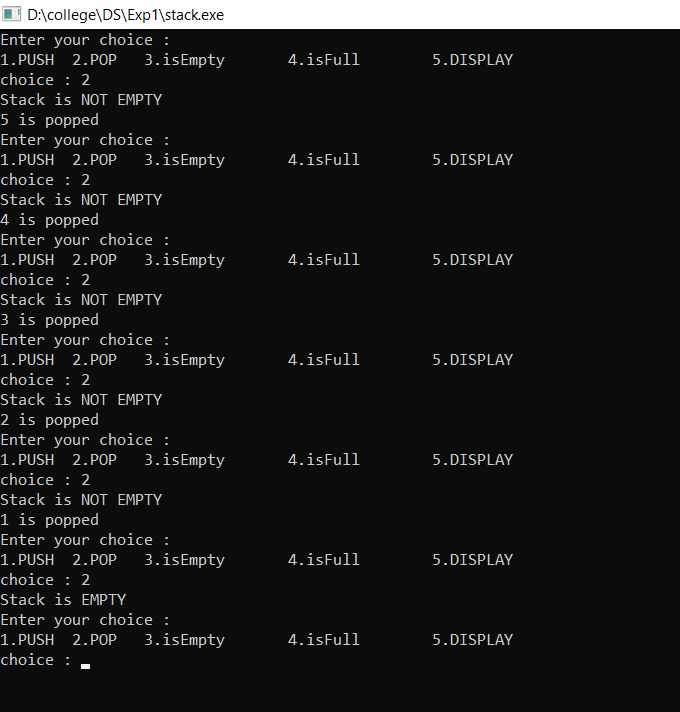 D:\college\DS\Exp1\stack.exe
Enter your choice :
1.PUSH  2.POP   3.isEmpty       4.isFull        5.DISPLAY
choice : 2
Stack is NOT EMPTY
5 is popped
Enter your choice :
1.PUSH  2.POP   3.isEmpty       4.isFull        5.DISPLAY
choice : 2
Stack is NOT EMPTY
4 is popped
Enter your choice :
1.PUSH  2.POP   3.isEmpty       4.isFull        5.DISPLAY
choice : 2
Stack is NOT EMPTY
3 is popped
Enter your choice :
1.PUSH  2.POP   3.isEmpty       4.isFull        5.DISPLAY
choice : 2
Stack is NOT EMPTY
2 is popped
Enter your choice :
1.PUSH  2.POP   3.isEmpty       4.isFull        5.DISPLAY
choice : 2
Stack is NOT EMPTY
1 is popped
Enter your choice :
1.PUSH  2.POP   3.isEmpty       4.isFull        5.DISPLAY
choice : 2
Stack is EMPTY
Enter your choice :
1.PUSH  2.POP   3.isEmpty       4.isFull        5.DISPLAY
choice :